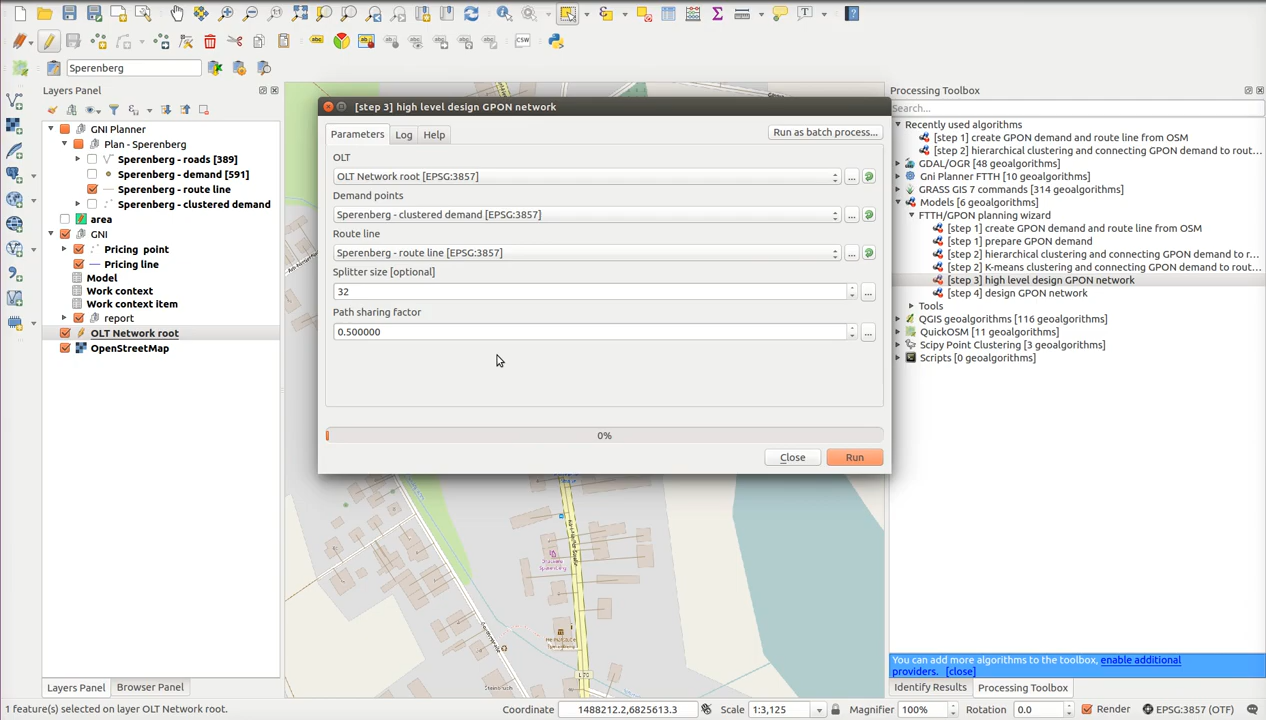 Sperenberg
Layers Panel
GNI Planner
Plan - Sperenberg
Sperenberg - roads [389]
Sperenberg - demand [591]
Sperenberg - route line
Sperenberg - clustered demand
area
GNI
Pricing point
Pricing line
Model
Work context
Work context item
report
OLT Network root
OpenStreetMap
Layers Panel
Browser Panel
[step 3] high level design GPON network
Parameters
Log
Help
Run as batch process...
OLT
OLT Network root [EPSG:3857]
Demand points
Sperenberg - clustered demand [EPSG:3857]
Route line
Sperenberg - route line [EPSG:3857]
Splitter size [optional]
32
Path sharing factor
0.500000
0%
Close
Run
Processing Toolbox
Search...
Recently used algorithms
[step 1] create GPON demand and route line from OSM
[step 2] hierarchical clustering and connecting GPON demand to rout...
GDAL/OGR [48 geoalgorithms]
Gni Planner FTTH [36 geoalgorithms]
GRASS GIS 7 commands [314 geoalgorithms]
Models [6 geoalgorithms]
FTTH/GPON planning wizard
[step 1] create GPON demand and route line from OSM
[step 1] prepare GPON demand
[step 2] hierarchical clustering and connecting GPON demand to r...
[step 2] K-means clustering and connecting GPON demand to rout...
[step 3] high level design GPON network
[step 4] design GPON network
Tools
QGIS geoalgorithms [116 geoalgorithms]
QuickOSM [11 geoalgorithms]
Scipy Point Clustering [3 geoalgorithms]
Scripts [0 geoalgorithms]
You can add more algorithms to the toolbox, enable additional
providers. [close]
Identify Results
Processing Toolbox
1 feature(s) selected on layer OLT Network root.
Coordinate
1488212.2,6825613.3
Scale
1:3,125
Magnifier
100%
Rotation
0.0
Render
EPSG:3857 (OTF)